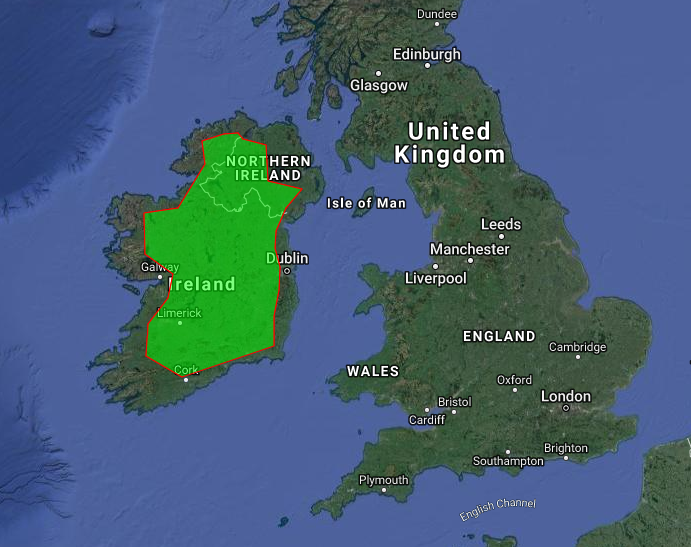 Dundee
Edinburgh
Glasgow
United
Kingdom
NORTHERN
IRELAND
Isle of Man
Leeds
Manchester
Dublin
Galway
Liverpool
Ireland
Limerick
ENGLAND
Cambridge
Cork
WALES
Oxford
London
Bristol
Cardiff
Brighton
Southampton
Plymouth
English Channel